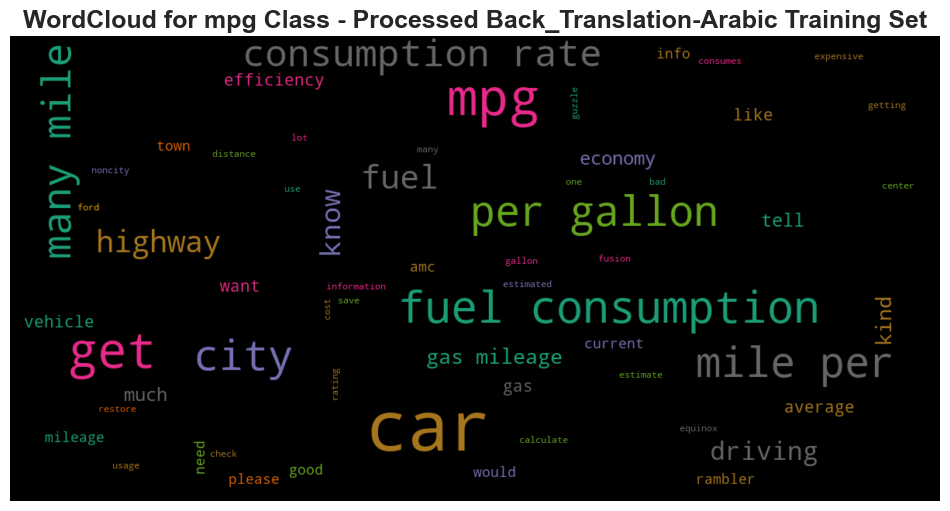 WordCloud for mpg Class - Processed Back_Translation-Arabic Training Set
many mile
consumption rate
info
consumes
expensive
efficiency
mpg
guzzle
getting
like
lot
town
distance
many
economy
noncity
fuel
one
bad
center
use
ford
know
per gallon
tell
highway
gallon
fusion
amc
want
information
estimated
save
cost
fuel consumption
kind
vehicle
get
city
gas mileage
current
mile per
estimate
gas
rating
much
average
restore
car
equinox
mileage
calculate
driving
need
check
usage
good
please
would
rambler